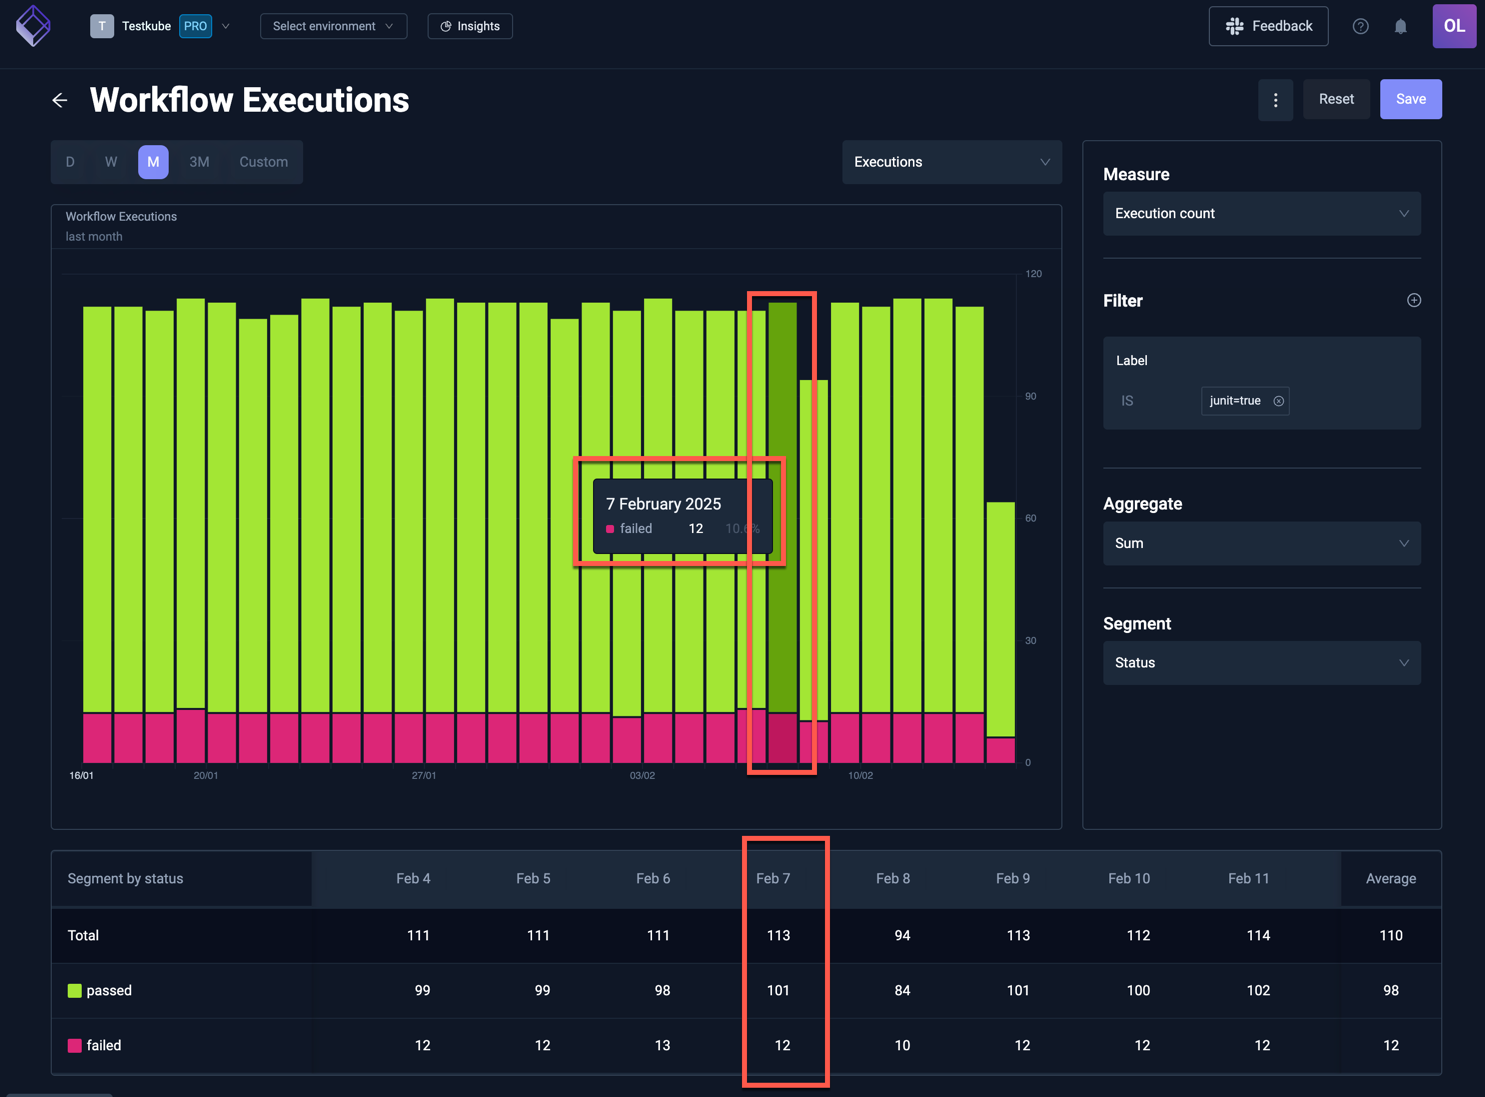 T Testkube PRO Select environment Insights Feedback OL
Workflow Executions Reset Save
D W M 3M Custom Executions
Workflow Executions
last month
120
90
60
30
0
7 February 2025
failed 12 10.6%
16/01 20/01 27/01 03/02 10/02
Measure
Execution count
Filter
Label
IS junit=true
Aggregate
Sum
Segment
Status
Segment by status Feb 4 Feb 5 Feb 6 Feb 7 Feb 8 Feb 9 Feb 10 Feb 11 Average
Total 111 111 111 113 94 113 112 114 110
passed 99 99 98 101 84 101 100 102 98
failed 12 12 13 12 10 12 12 12 12